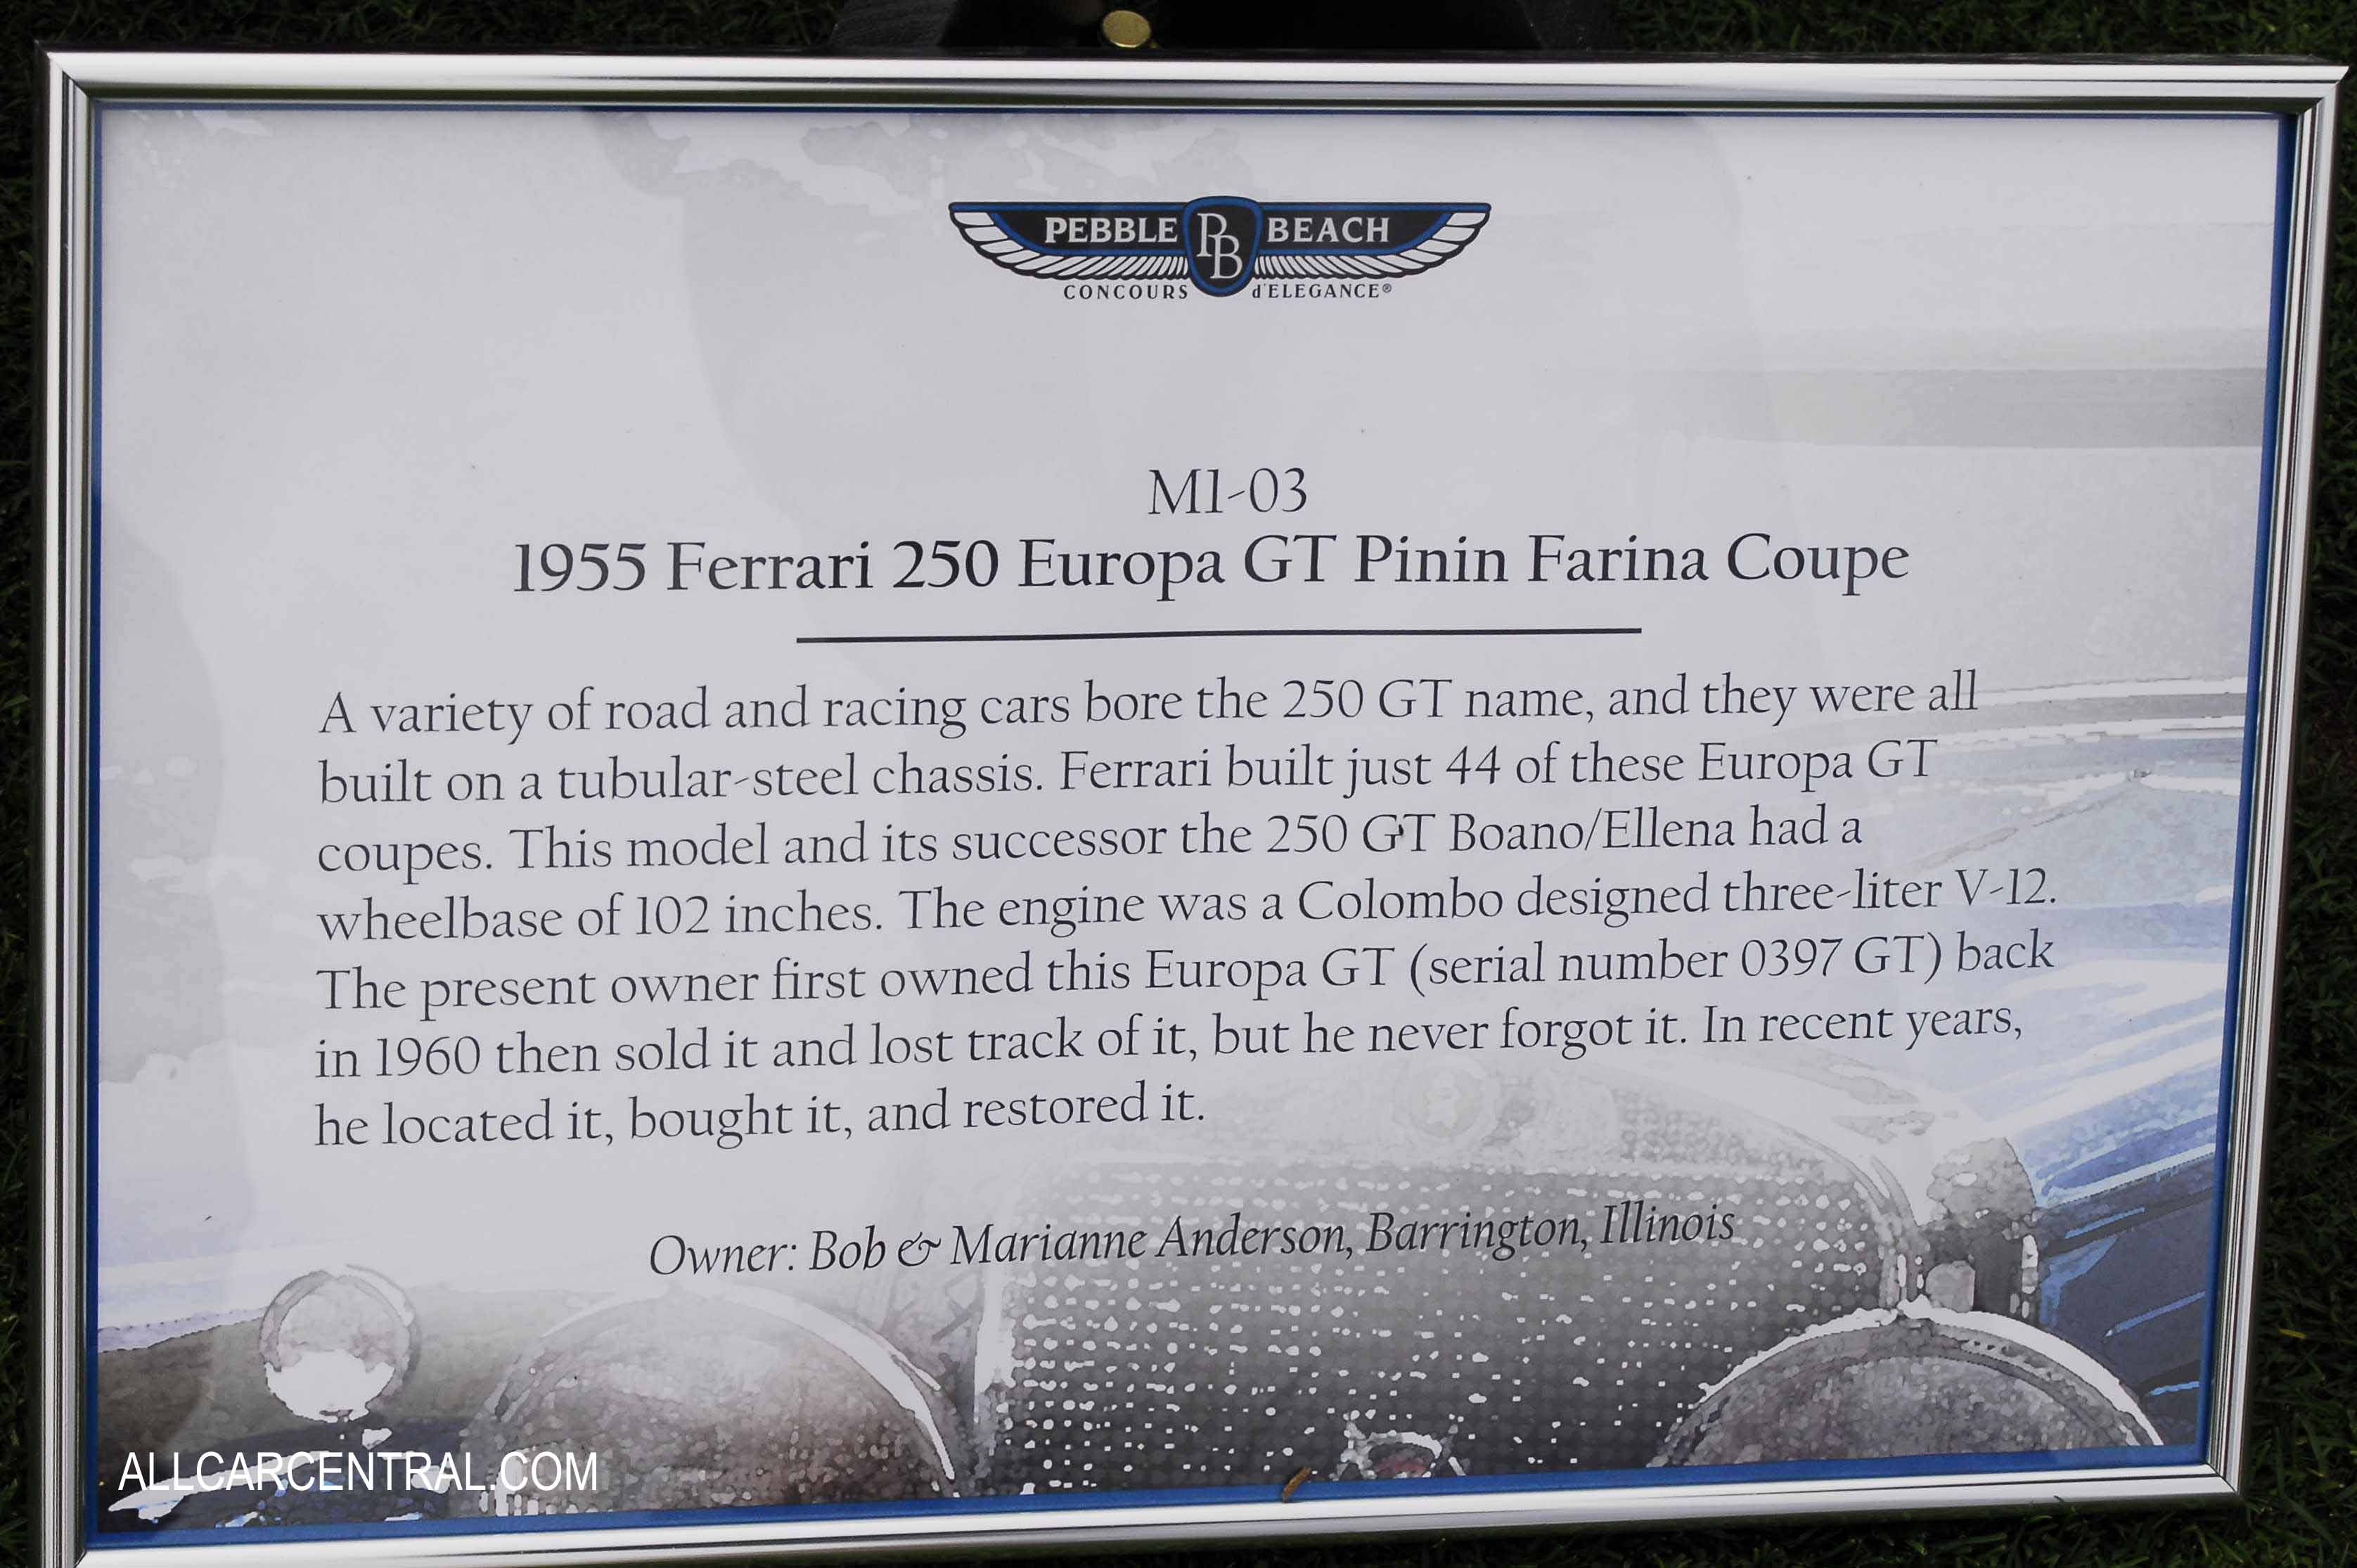 PEBBLE PB BEACH
CONCOURS d'ELEGANCE®
M1-03
1955 Ferrari 250 Europa GT Pinin Farina Coupe
A variety of road and racing cars bore the 250 GT name, and they were all
built on a tubular-steel chassis. Ferrari built just 44 of these Europa GT
coupes. This model and its successor the 250 GT Boano/Ellena had a
wheelbase of 102 inches. The engine was a Colombo designed three-liter V-12.
The present owner first owned this Europa GT (serial number 0397 GT) back
in 1960 then sold it and lost track of it, but he never forgot it. In recent years,
he located it, bought it, and restored it.
Owner: Bob & Marianne Anderson, Barrington, Illinois
ALLCARCENTRAL.COM